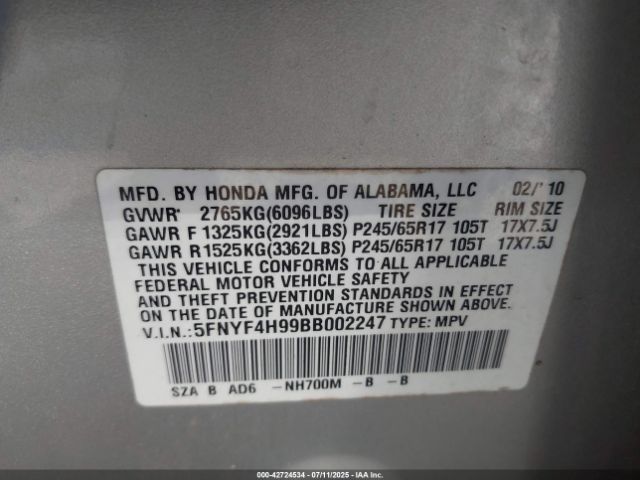 MFD. BY HONDA MFG. OF ALABAMA, LLC 02/'10
GVWR* 2765KG(6096LBS) TIRE SIZE RIM SIZE
GAWR F 1325KG(2921LBS) P245/65R17 105T 17X7.5J
GAWR R 1525KG(3362LBS) P245/65R17 105T 17X7.5J
THIS VEHICLE CONFORMS TO ALL APPLICABLE
FEDERAL MOTOR VEHICLE SAFETY
AND THEFT PREVENTION STANDARDS IN EFFECT
ON THE DATE OF MANUFACTURE SHOWN ABOVE.
V.I.N.: 5FNYF4H99BB002247 TYPE: MPV
SZA B AD6 -NH700M -B -B
000-42724534 - 07/11/2025 - IAAI.COM